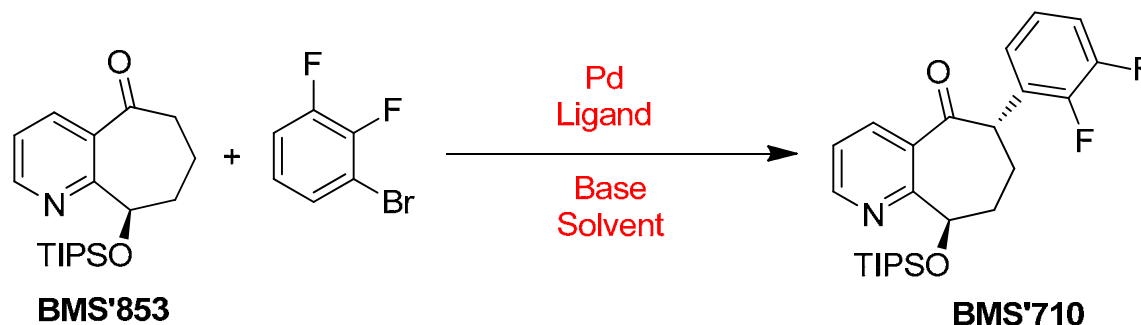 O
N
TIPSO
BMS'853
+
F
F
Br
Pd
Ligand
Base
Solvent
O
F
F
N
TIPSO
BMS'710